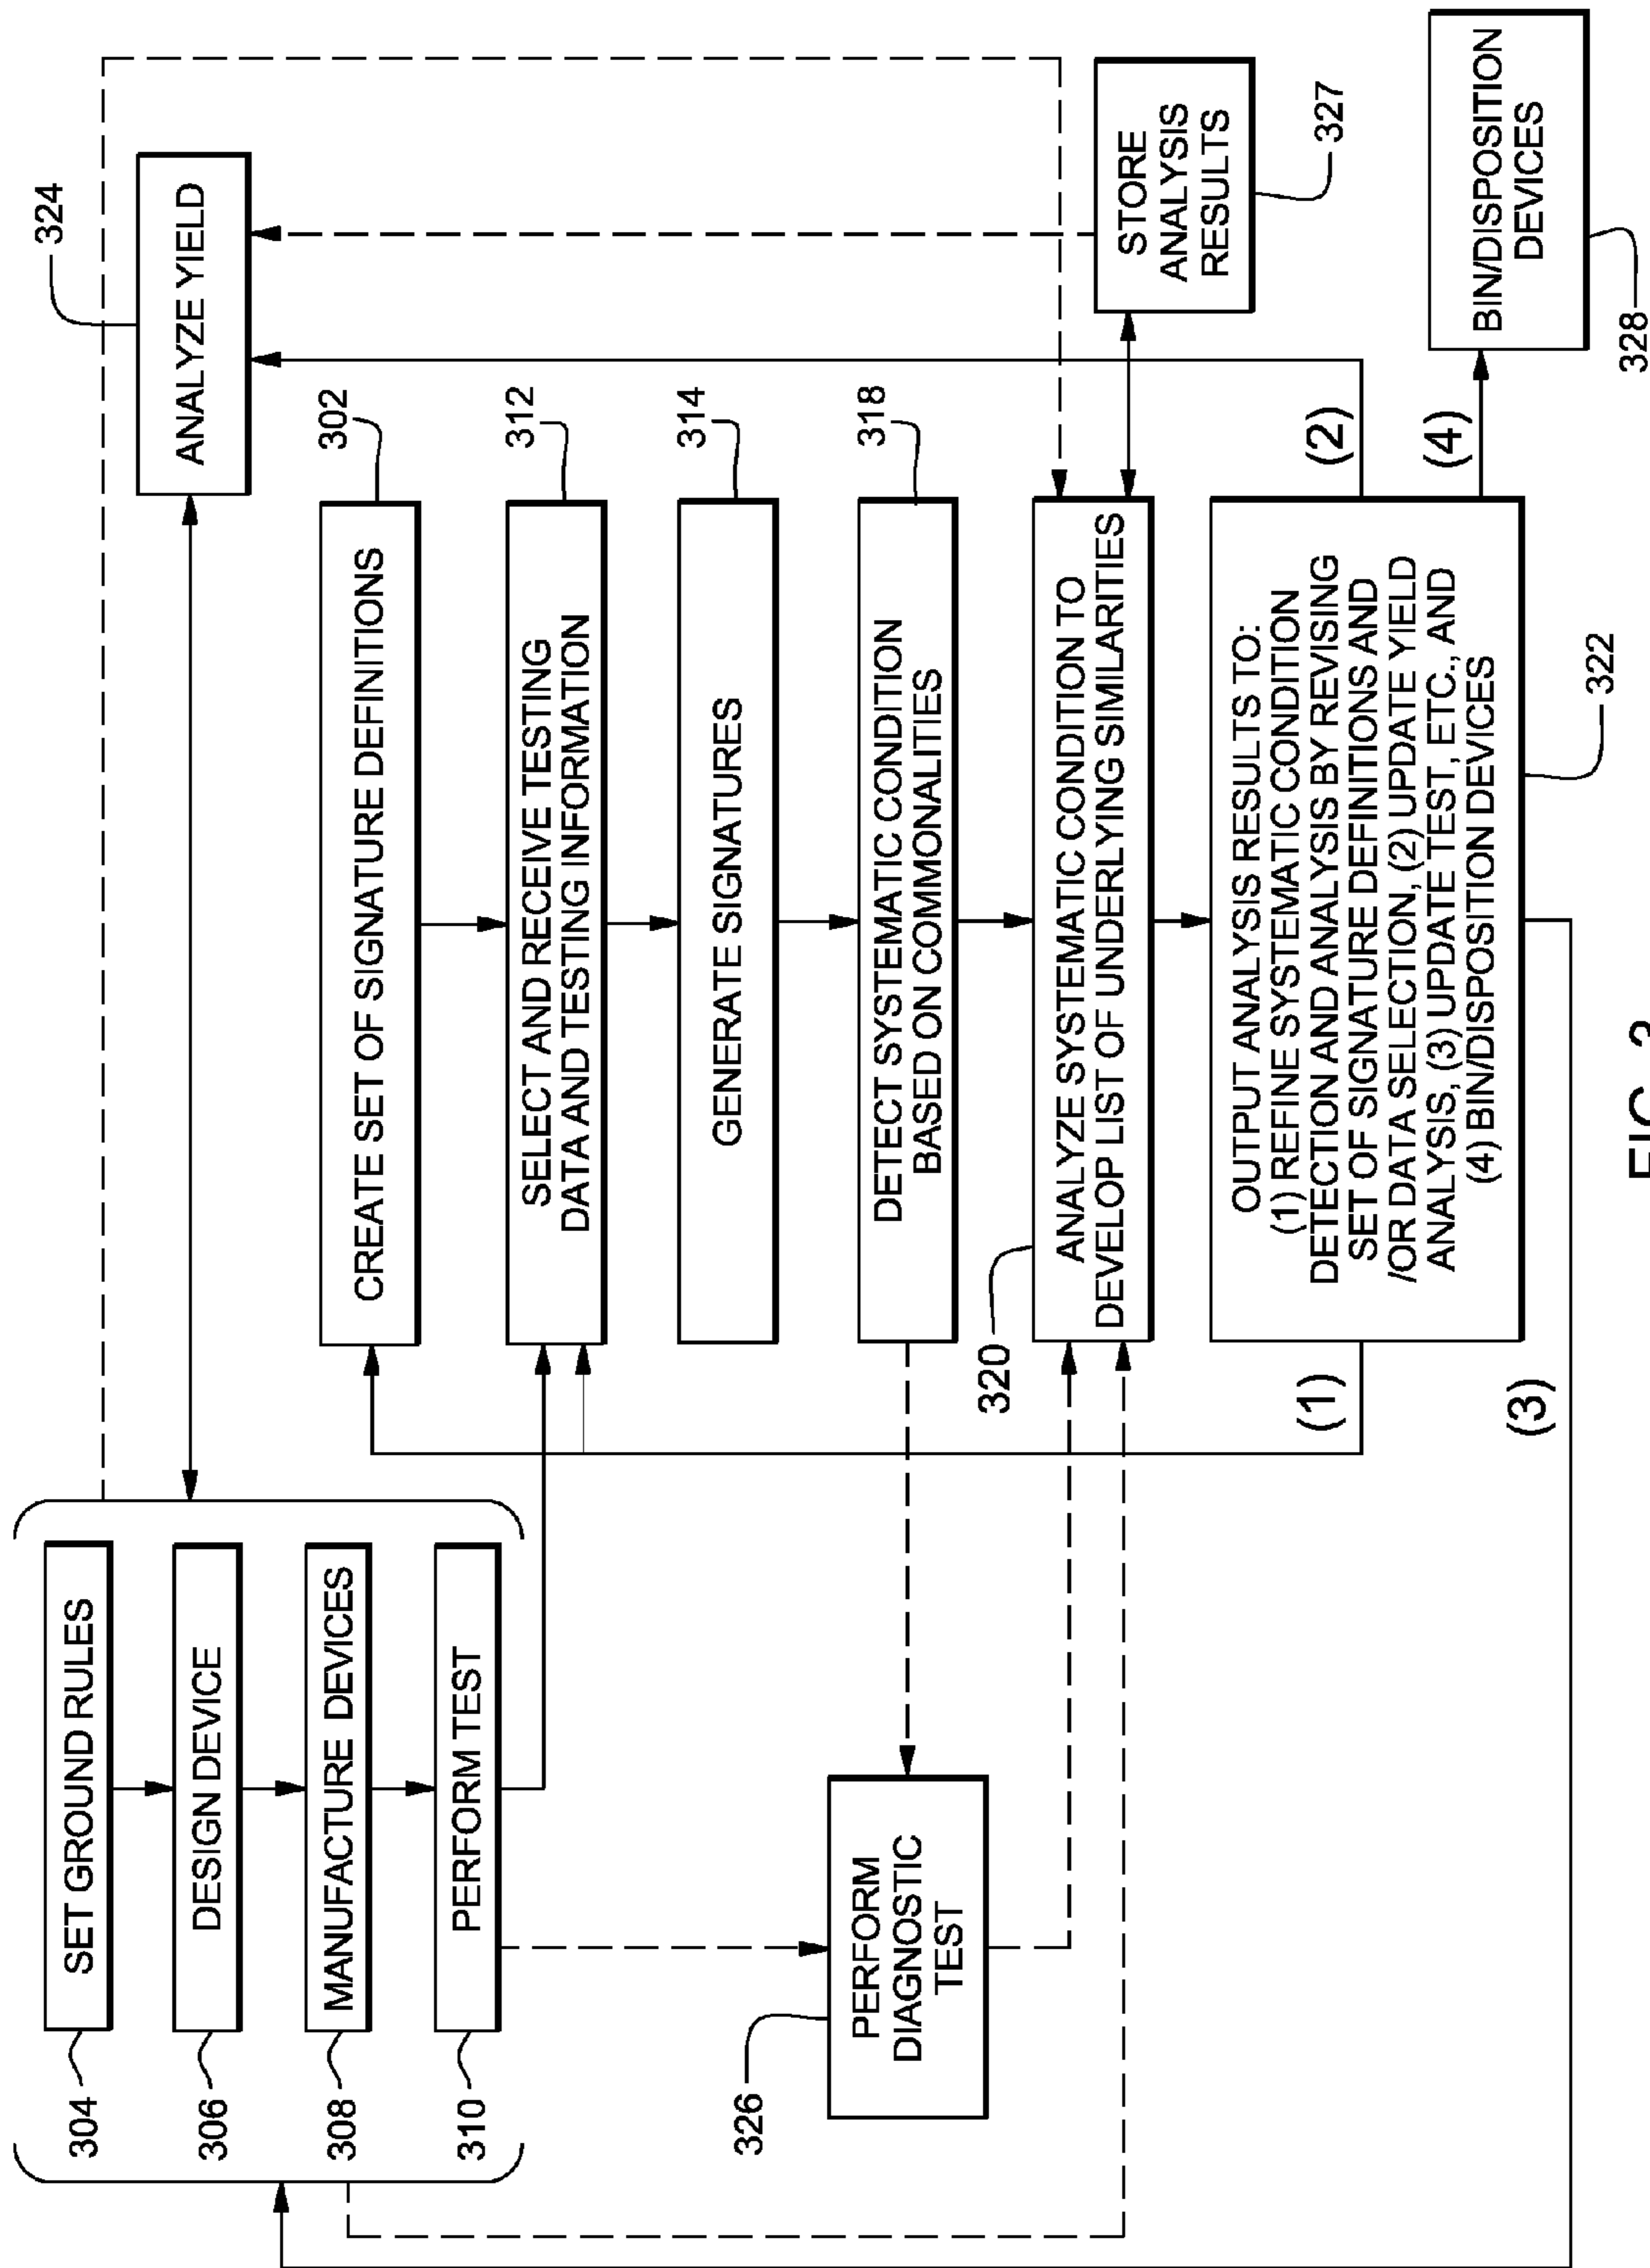 304
SET GROUND RULES
306
DESIGN DEVICE
308
MANUFACTURE DEVICES
310
PERFORM TEST
324
ANALYZE YIELD
302
CREATE SET OF SIGNATURE DEFINITIONS
312
SELECT AND RECEIVE TESTING
DATA AND TESTING INFORMATION
314
GENERATE SIGNATURES
318
DETECT SYSTEMATIC CONDITION
BASED ON COMMONALITIES
326
PERFORM
DIAGNOSTIC
TEST
320
ANALYZE SYSTEMATIC CONDITION TO
DEVELOP LIST OF UNDERLYING SIMILARITIES
STORE
ANALYSIS
RESULTS
327
(1)
(2)
(3)
(4)
OUTPUT ANALYSIS RESULTS TO:
(1) REFINE SYSTEMATIC CONDITION
DETECTION AND ANALYSIS BY REVISING
SET OF SIGNATURE DEFINITIONS AND
/OR DATA SELECTION, (2) UPDATE YIELD
ANALYSIS, (3) UPDATE TEST, ETC., AND
(4) BIN/DISPOSITION DEVICES
322
BIN/DISPOSITION
DEVICES
328
FIG. 3